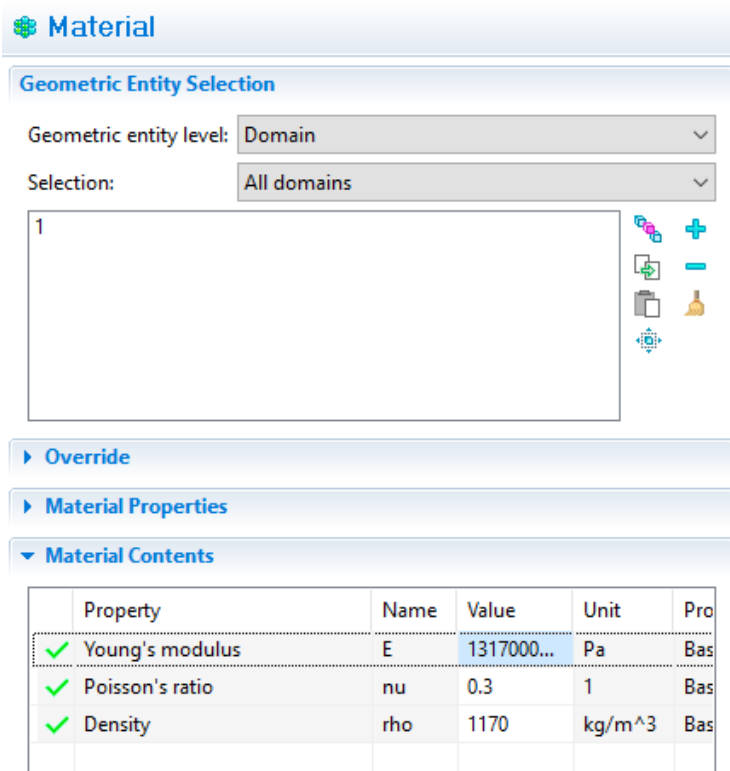 Material
Geometric Entity Selection
Geometric entity level: Domain
Selection: All domains
1
Override
Material Properties
Material Contents
Property Name Value Unit Pro
Young's modulus E 1317000... Pa Bas
Poisson's ratio nu 0.3 1 Bas
Density rho 1170 kg/m^3 Bas